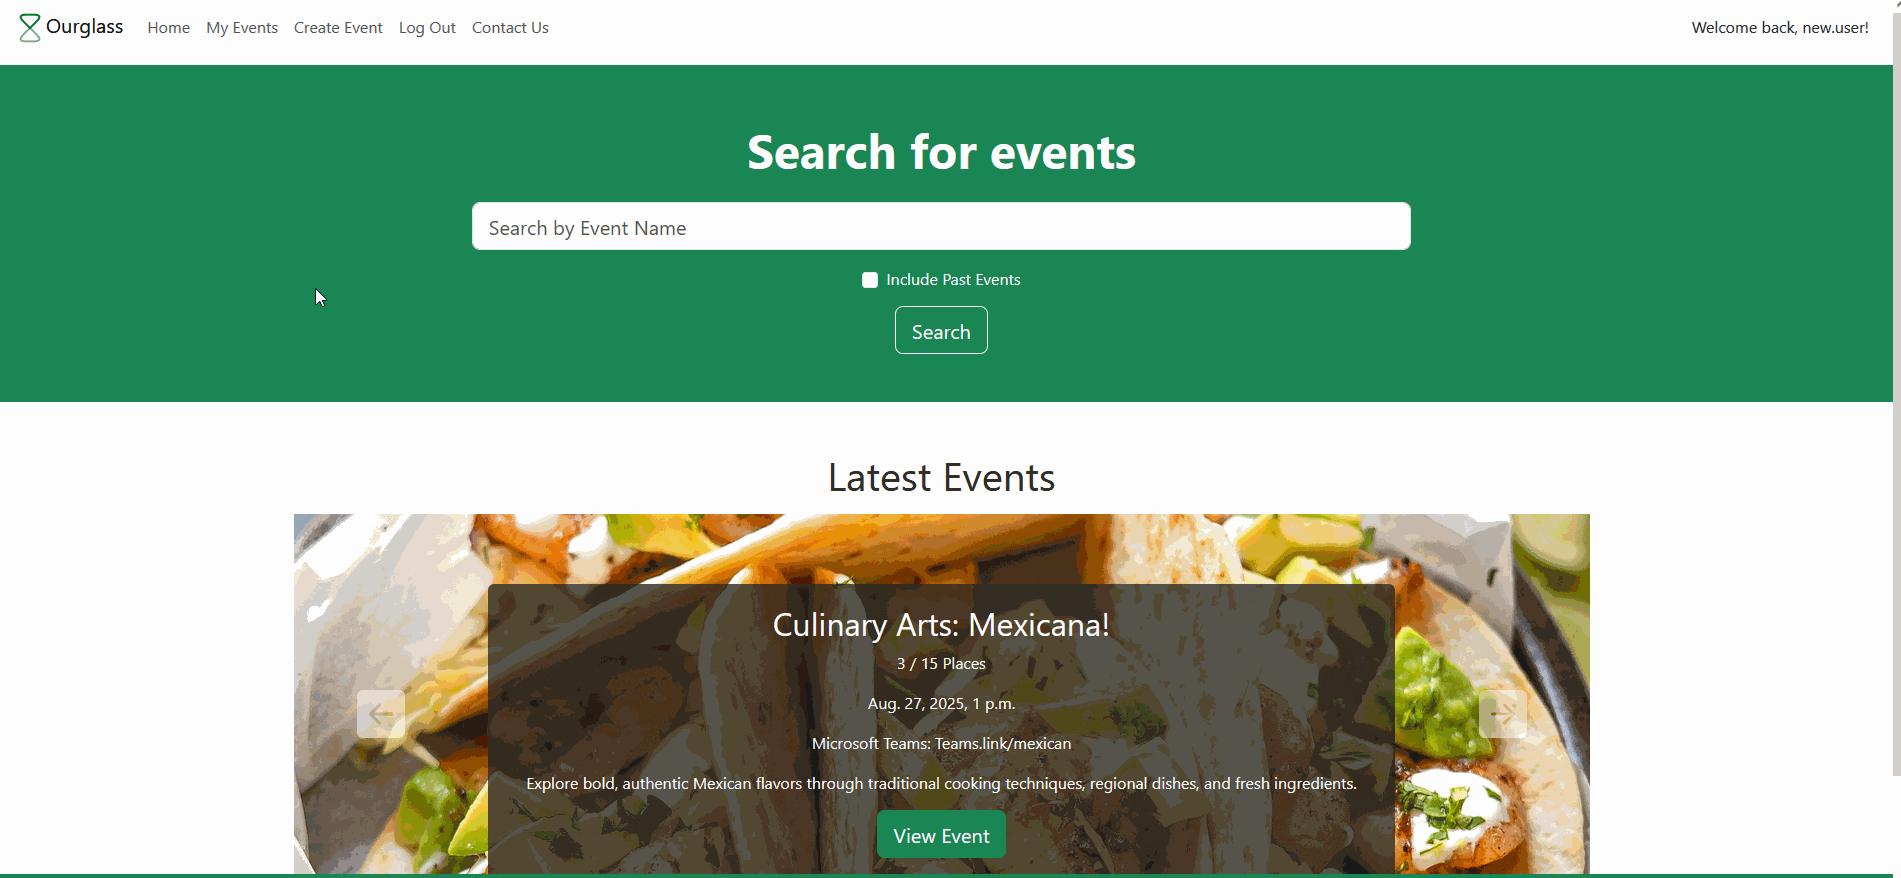 Ourglass Home My Events Create Event Log Out Contact Us Welcome back, new.user!
Search for events
Search by Event Name
Include Past Events
Search
Latest Events
Culinary Arts: Mexicana!
3 / 15 Places
Aug. 27, 2025, 1 p.m.
Microsoft Teams: Teams.link/mexican
Explore bold, authentic Mexican flavors through traditional cooking techniques, regional dishes, and fresh ingredients.
View Event